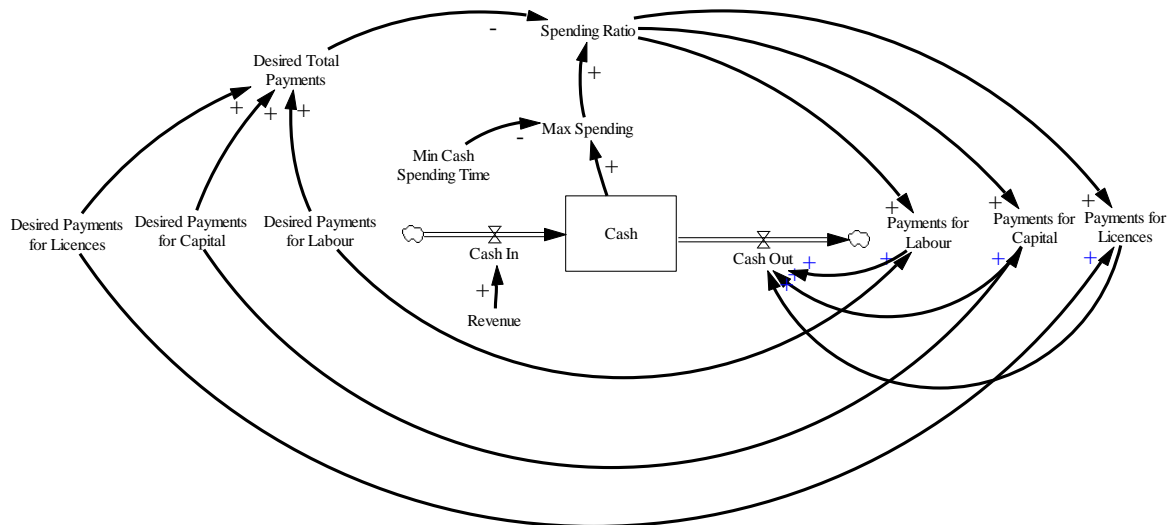 Spending Ratio
-
Desired Total
Payments
+
+
+
+
Max Spending
-
Min Cash
Spending Time
+
Desired Payments
for Licences
Desired Payments
for Capital
Desired Payments
for Labour
Cash
Cash In
+
Revenue
Cash Out
+
+
+
+
Payments for
Labour
+
+
Payments for
Capital
+
+
Payments for
Licences
+